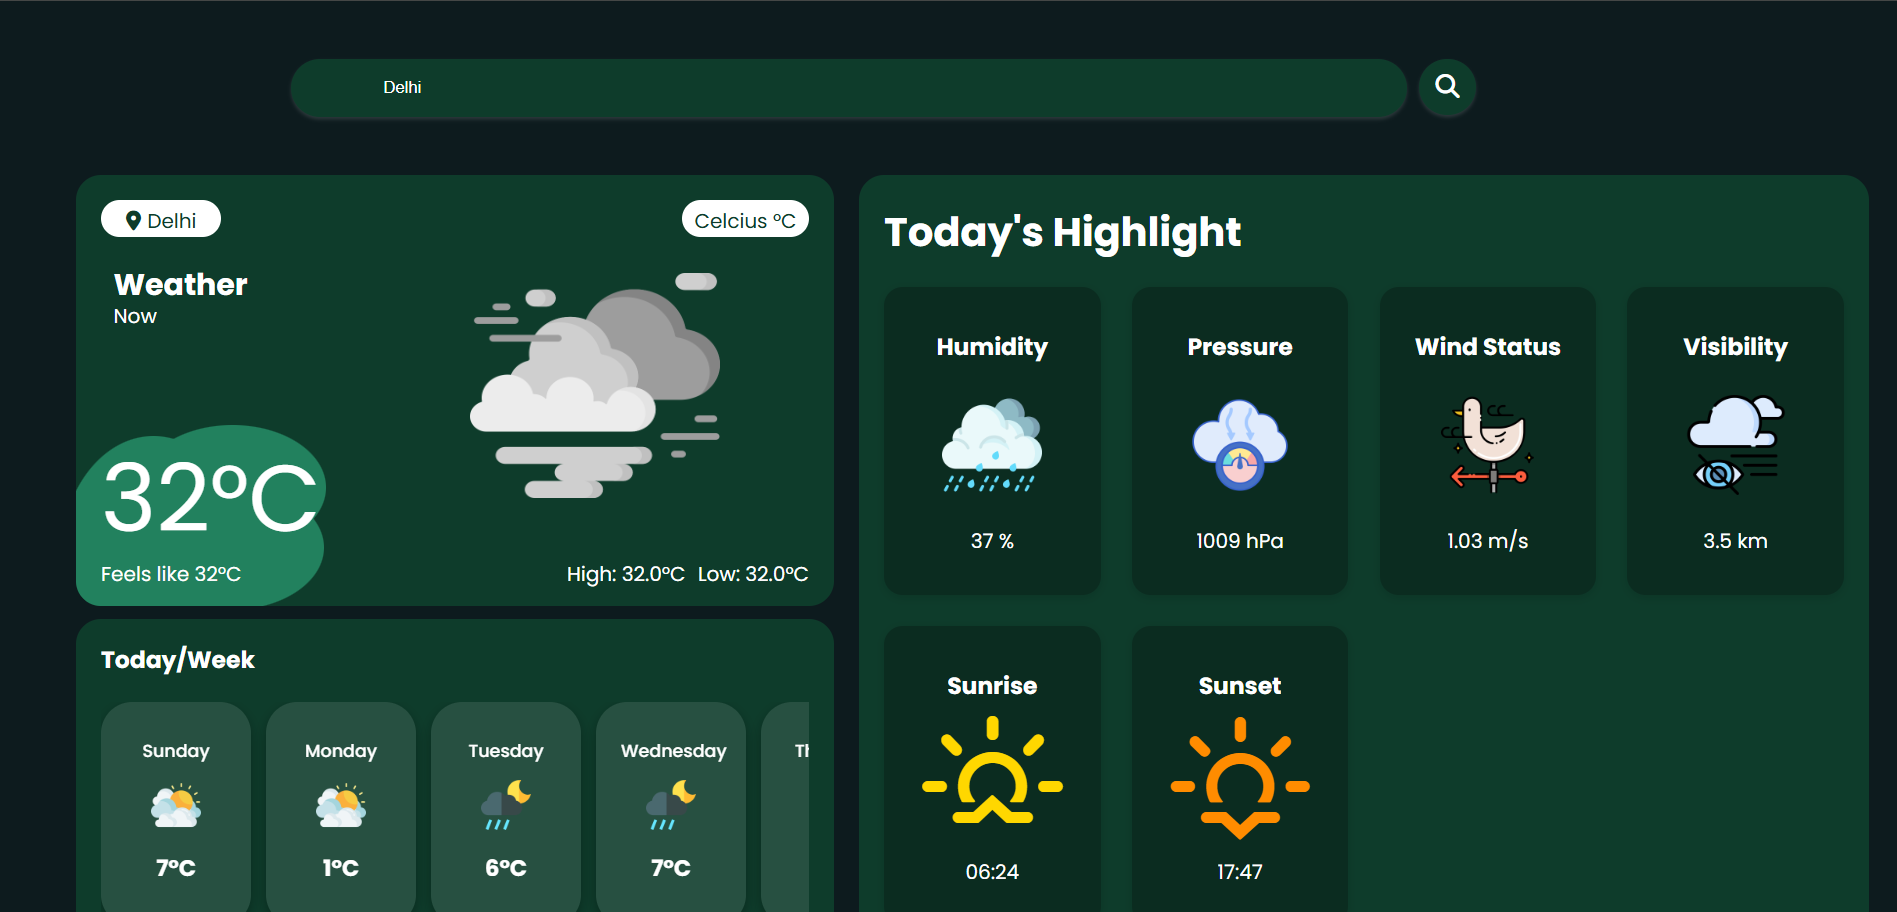 Delhi
Delhi
Celcius °C
Weather
Now
32°C
Feels like 32°C
High: 32.0°C Low: 32.0°C
Today/Week
Sunday
7°C
Monday
1°C
Tuesday
6°C
Wednesday
7°C
Today's Highlight
Humidity
37 %
Pressure
1009 hPa
Wind Status
1.03 m/s
Visibility
3.5 km
Sunrise
06:24
Sunset
17:47